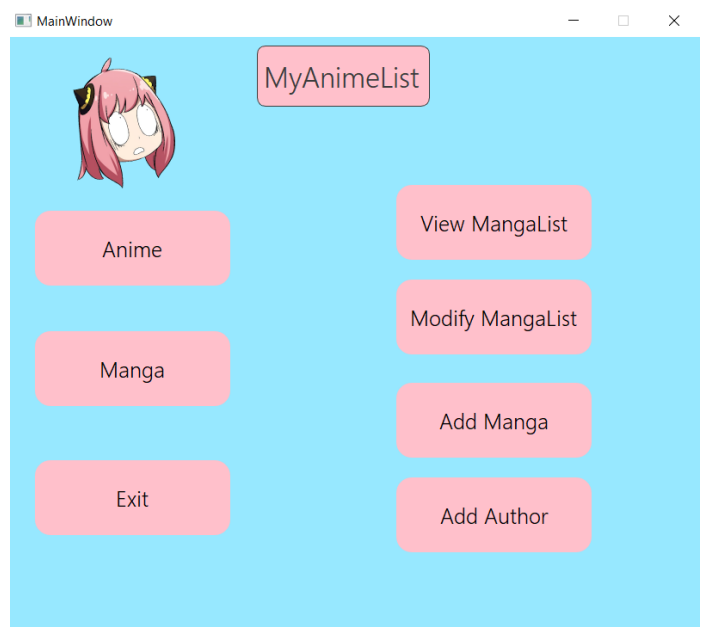 MainWindow
MyAnimeList
Anime
Manga
Exit
View MangaList
Modify MangaList
Add Manga
Add Author